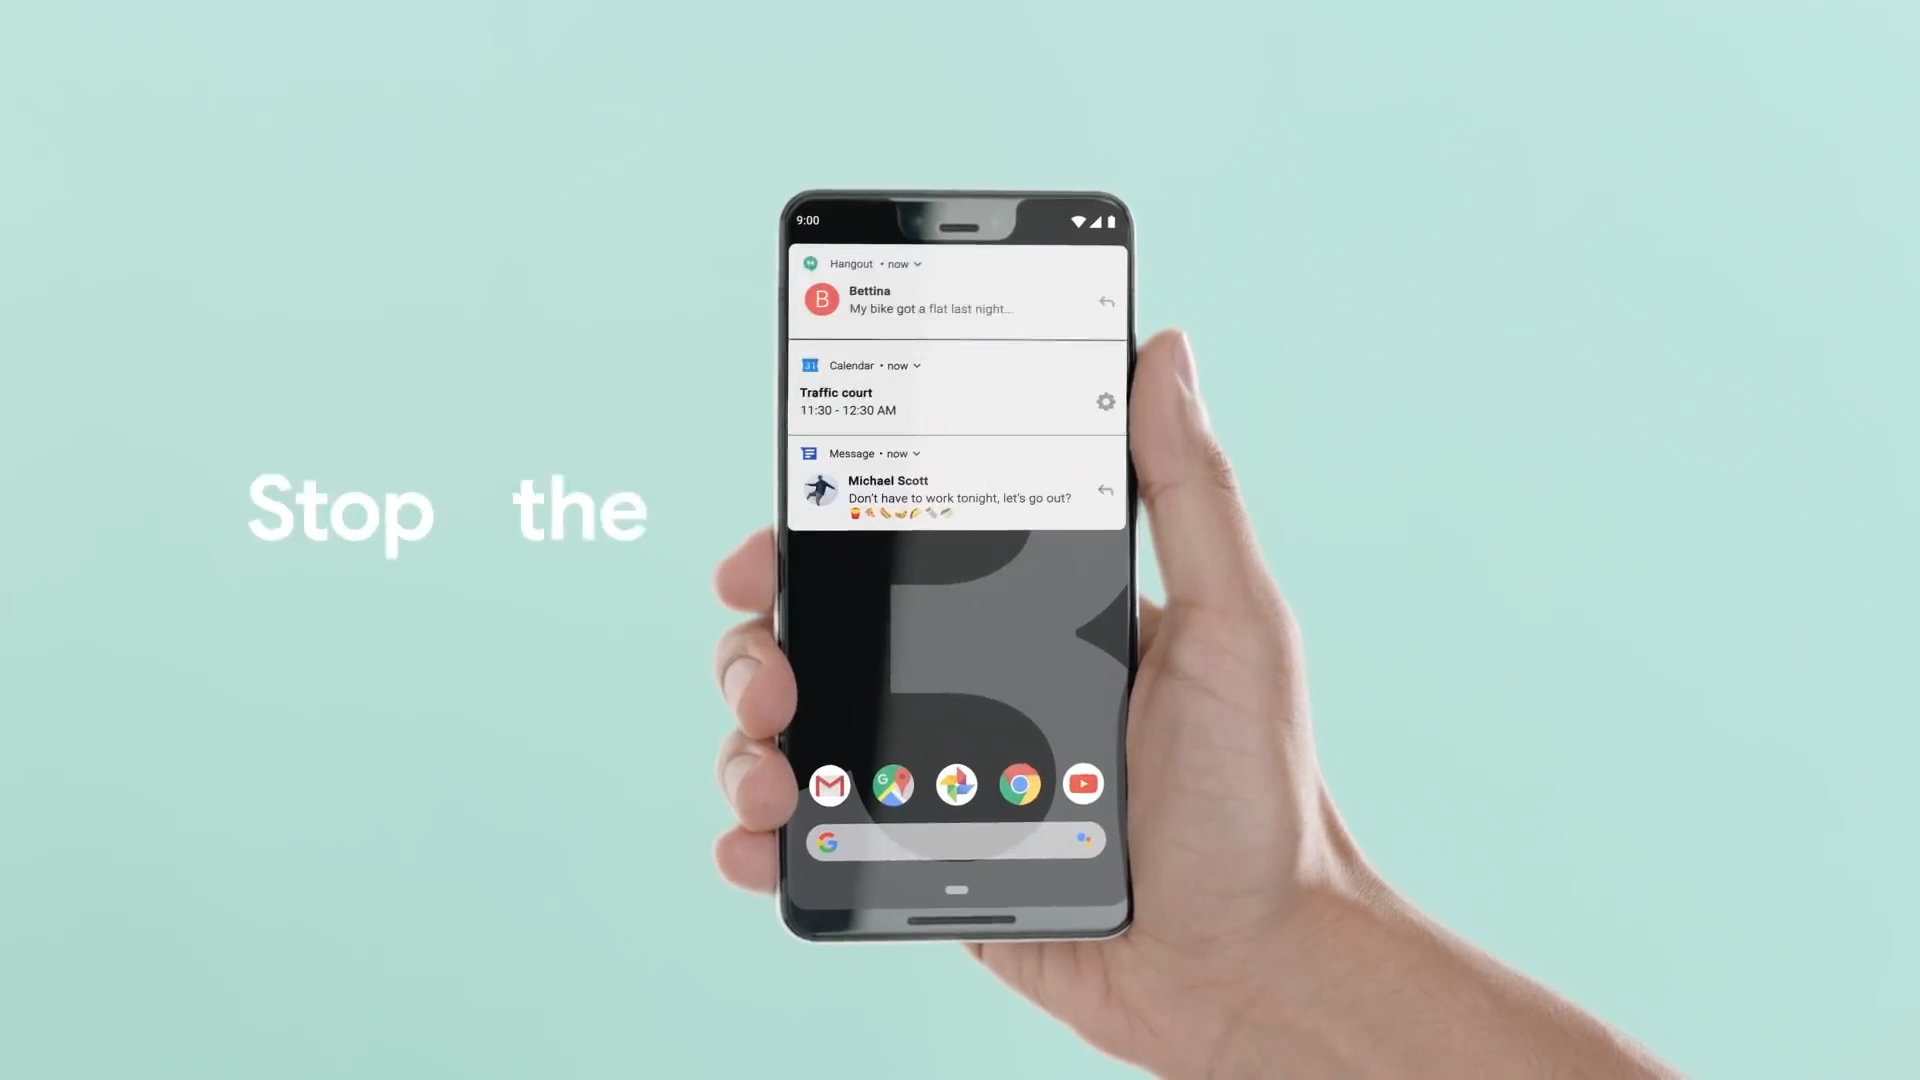 Stop the
9:00
Hangout • now
B
Bettina
My bike got a flat last night...
31
Calendar • now
Traffic court
11:30 - 12:30 AM
Message • now
Michael Scott
Don't have to work tonight, let's go out?
G
G